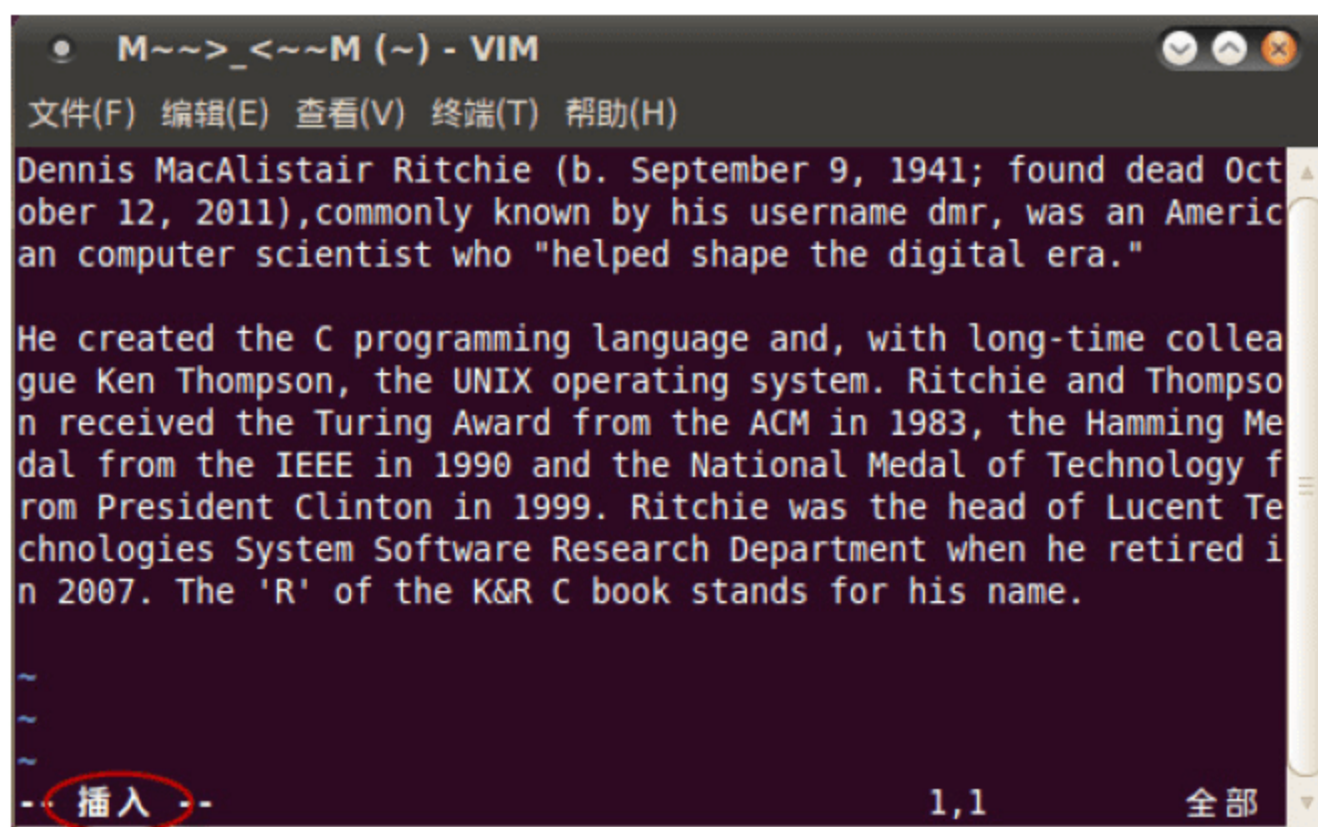 M~~>_<~~M (~) - VIM
文件(F) 编辑(E) 查看(V) 终端(T) 帮助(H)
Dennis MacAlistair Ritchie (b. September 9, 1941; found dead Oct
ober 12, 2011),commonly known by his username dmr, was an Americ
an computer scientist who "helped shape the digital era."
He created the C programming language and, with long-time collea
gue Ken Thompson, the UNIX operating system. Ritchie and Thompso
n received the Turing Award from the ACM in 1983, the Hamming Me
dal from the IEEE in 1990 and the National Medal of Technology f
rom President Clinton in 1999. Ritchie was the head of Lucent Te
chnologies System Software Research Department when he retired i
n 2007. The 'R' of the K&R C book stands for his name.
~
~
~
-- 插入 -- 1,1 全部